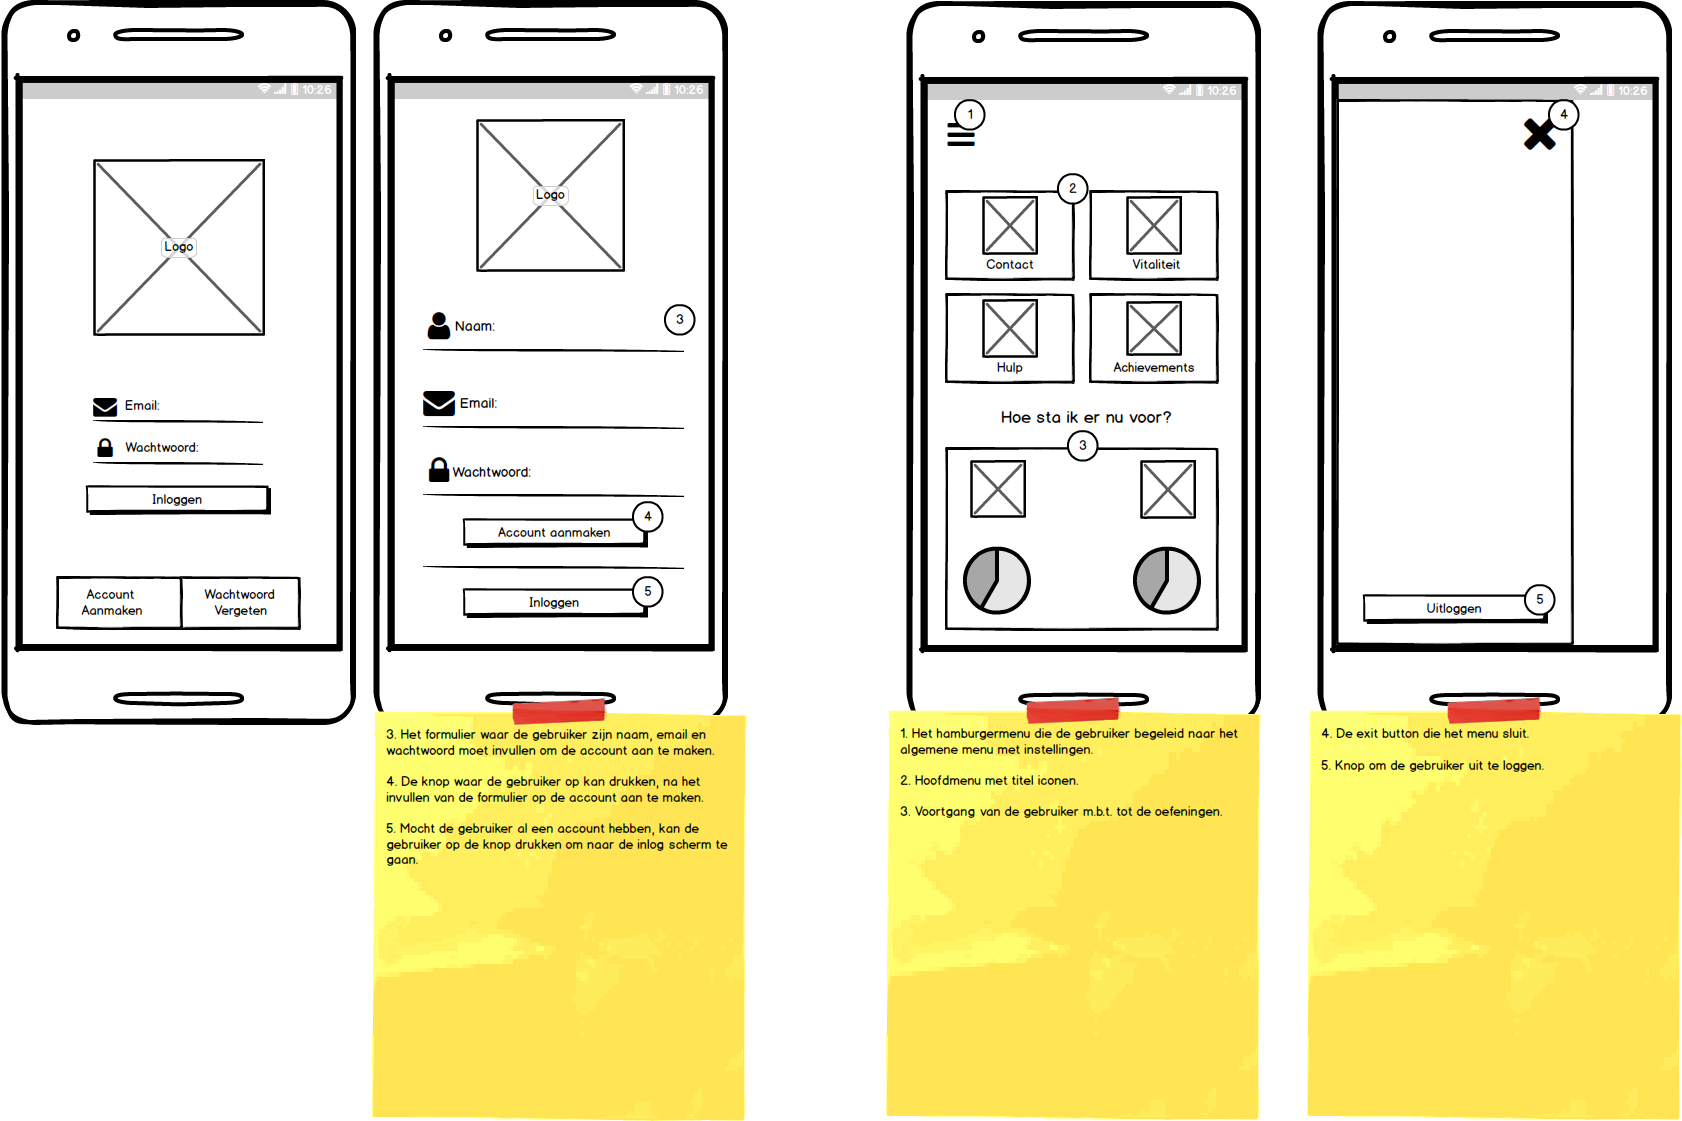 10:26
Logo
Email:
Wachtwoord:
Inloggen
Account
Aanmaken
Wachtwoord
Vergeten
10:26
Logo
Naam:
3
Email:
Wachtwoord:
4
Account aanmaken
5
Inloggen
3. Het formulier waar de gebruiker zijn naam, email en
wachtwoord moet invullen om de account aan te maken.
4. De knop waar de gebruiker op kan drukken, na het
invullen van de formulier op de account aan te maken.
5. Mocht de gebruiker al een account hebben, kan de
gebruiker op de knop drukken om naar de inlog scherm te
gaan.
10:26
1
2
Contact
Vitaliteit
Hulp
Achievements
Hoe sta ik er nu voor?
3
1. Het hamburgermenu die de gebruiker begeleid naar het
algemene menu met instellingen.
2. Hoofdmenu met titel iconen.
3. Voortgang van de gebruiker m.b.t. tot de oefeningen.
10:26
4
5
Uitloggen
4. De exit button die het menu sluit.
5. Knop om de gebruiker uit te loggen.